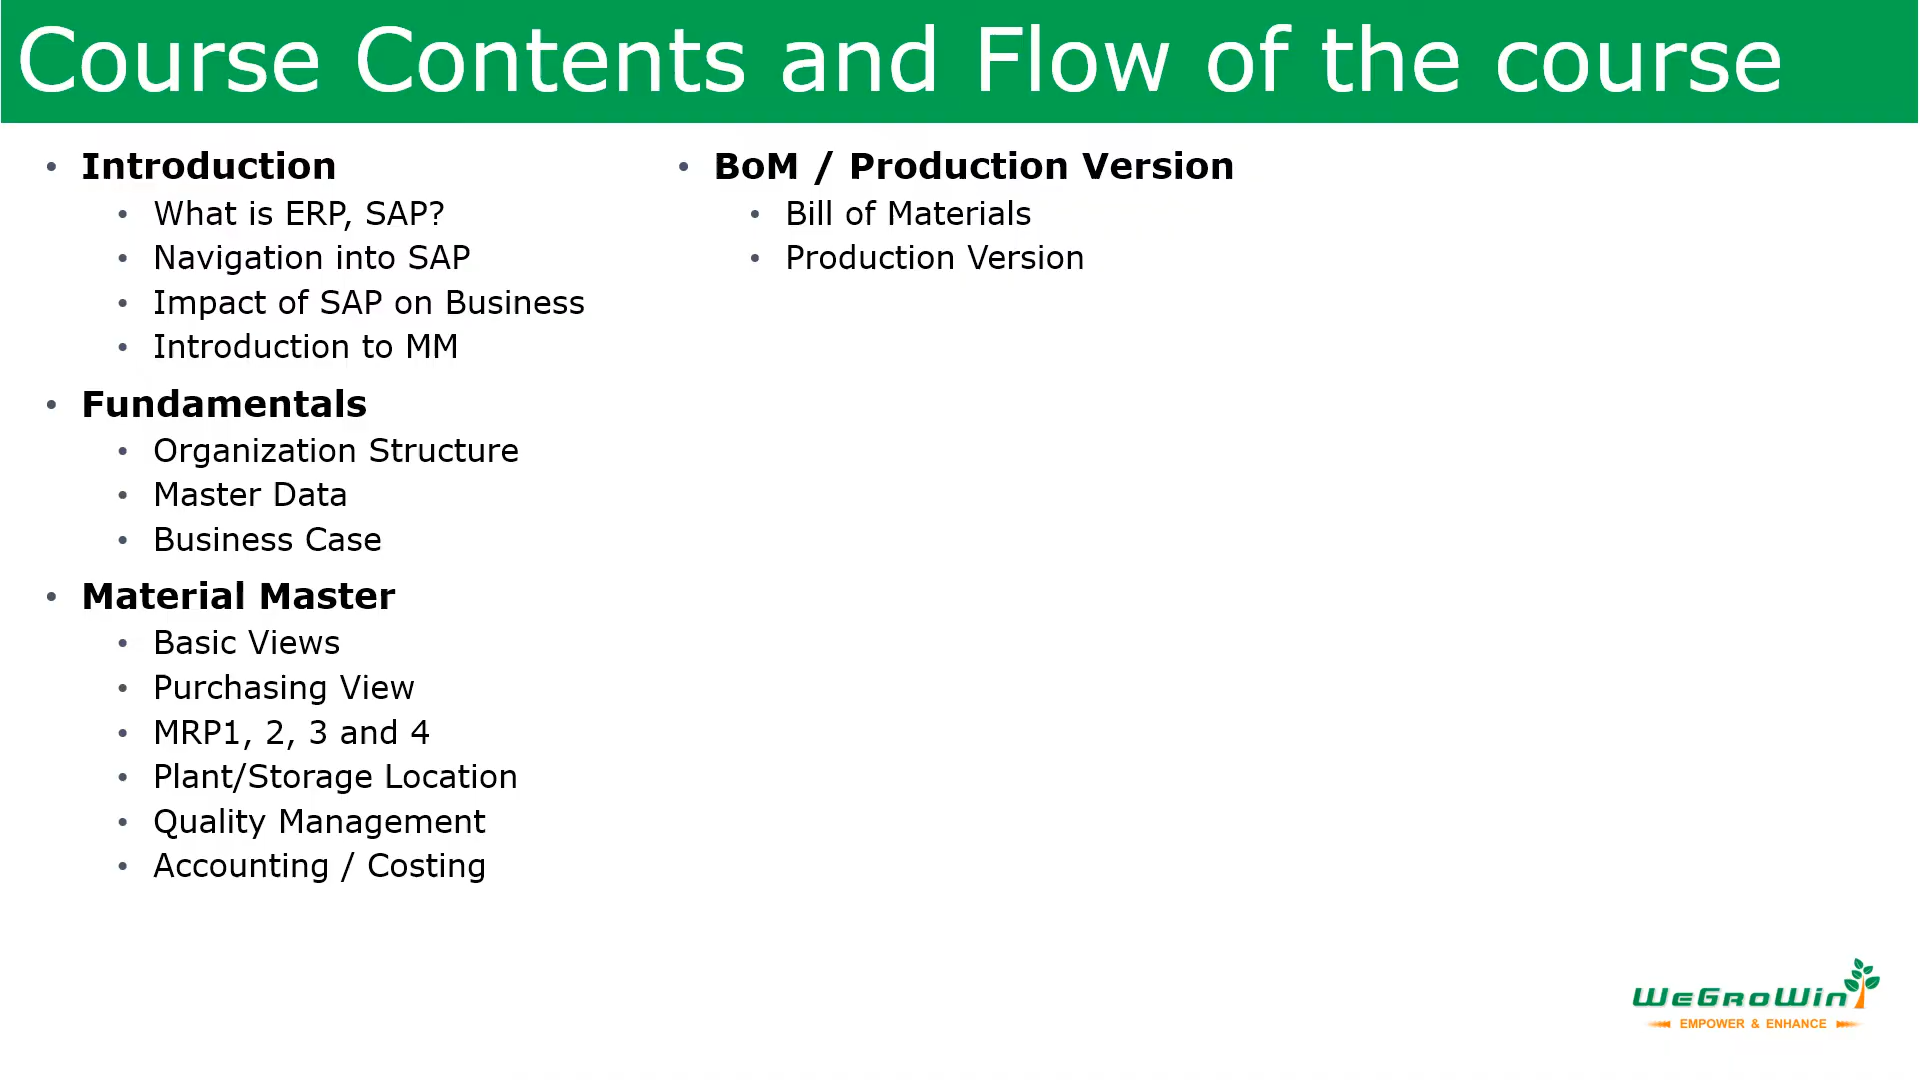 Course Contents and Flow of the course
• Introduction
• What is ERP, SAP?
• Navigation into SAP
• Impact of SAP on Business
• Introduction to MM
• Fundamentals
• Organization Structure
• Master Data
• Business Case
• Material Master
• Basic Views
• Purchasing View
• MRP1, 2, 3 and 4
• Plant/Storage Location
• Quality Management
• Accounting / Costing
• BoM / Production Version
• Bill of Materials
• Production Version
WeGroWin
EMPOWER & ENHANCE